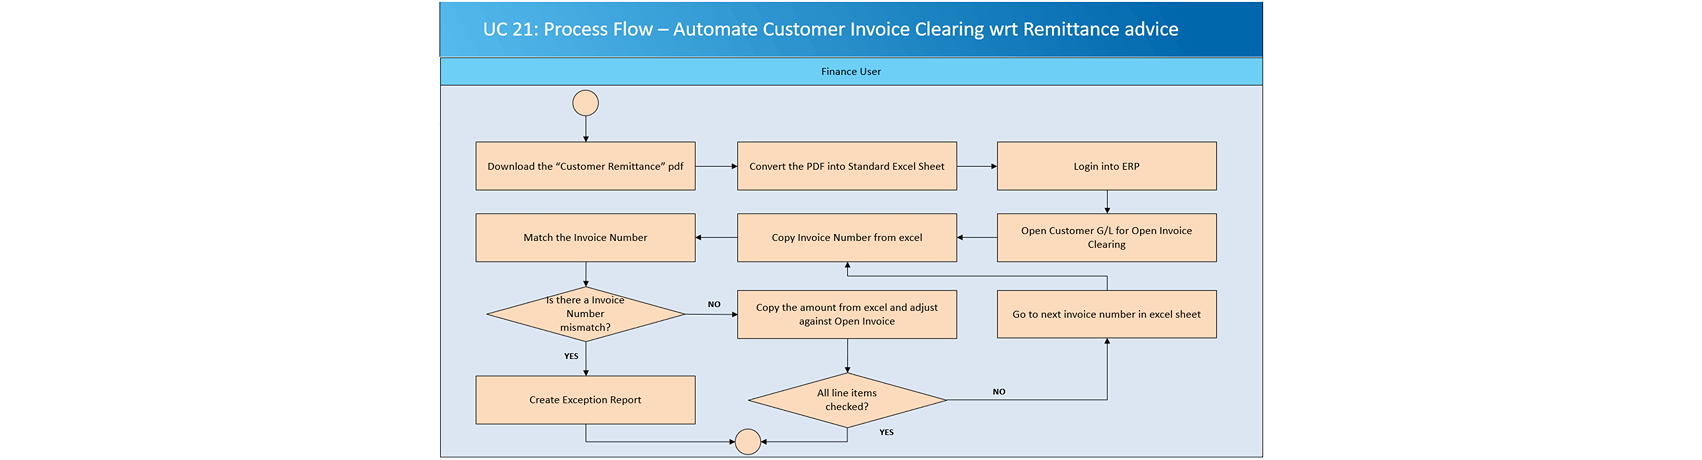 UC 21: Process Flow – Automate Customer Invoice Clearing wrt Remittance advice
Finance User
Download the “Customer Remittance” pdf
Convert the PDF into Standard Excel Sheet
Login into ERP
Match the Invoice Number
Copy Invoice Number from excel
Open Customer G/L for Open Invoice
Clearing
Is there a Invoice
Number
mismatch?
NO
Copy the amount from excel and adjust
against Open Invoice
Go to next invoice number in excel sheet
YES
Create Exception Report
All line items
checked?
NO
YES